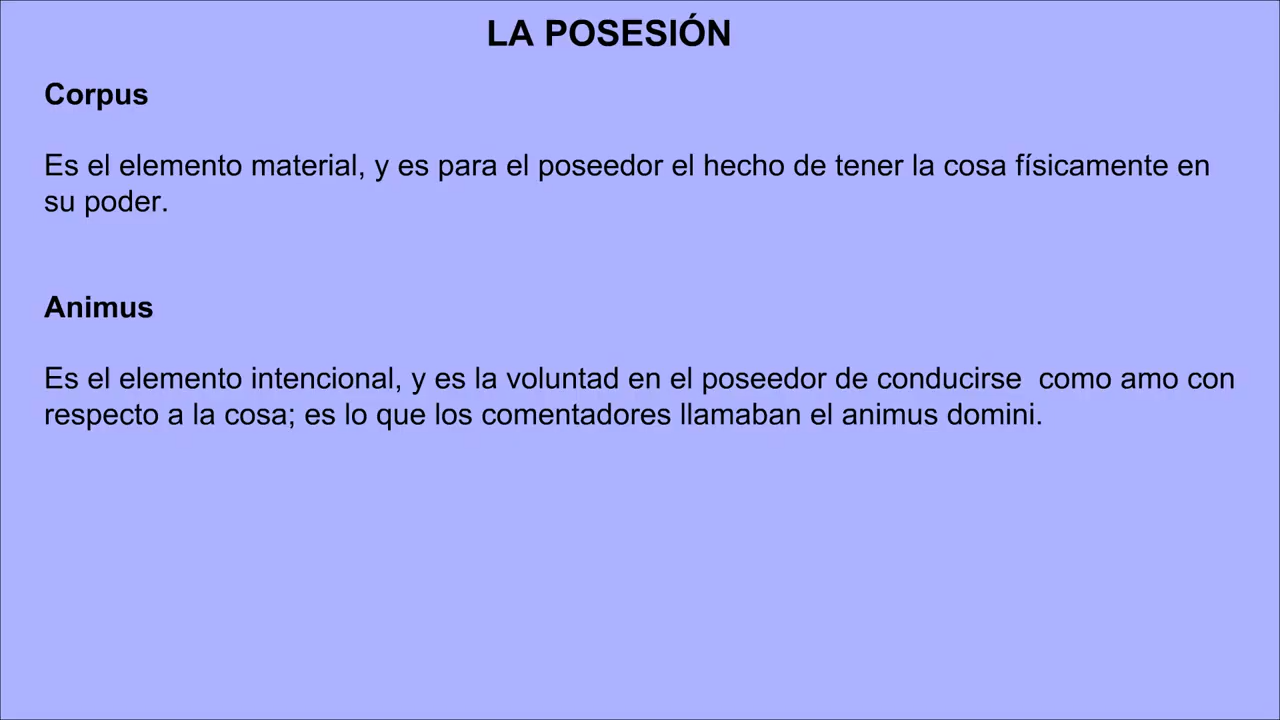 LA POSESIÓN
Corpus
Es el elemento material, y es para el poseedor el hecho de tener la cosa físicamente en
su poder.
Animus
Es el elemento intencional, y es la voluntad en el poseedor de conducirse  como amo con
respecto a la cosa; es lo que los comentadores llamaban el animus domini.